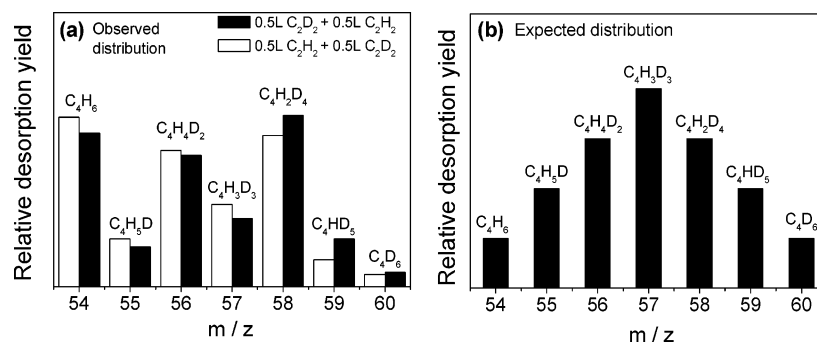 (a) Observed distribution
0.5L C₂D₂ + 0.5L C₂H₂
0.5L C₂H₂ + 0.5L C₂D₂
C₄H₆
C₄H₅D
C₄H₄D₂
C₄H₃D₃
C₄H₂D₄
C₄HD₅
C₄D₆
Relative desorption yield
54 55 56 57 58 59 60
m / z
(b) Expected distribution
C₄H₆
C₄H₅D
C₄H₄D₂
C₄H₃D₃
C₄H₂D₄
C₄HD₅
C₄D₆
Relative desorption yield
54 55 56 57 58 59 60
m / z